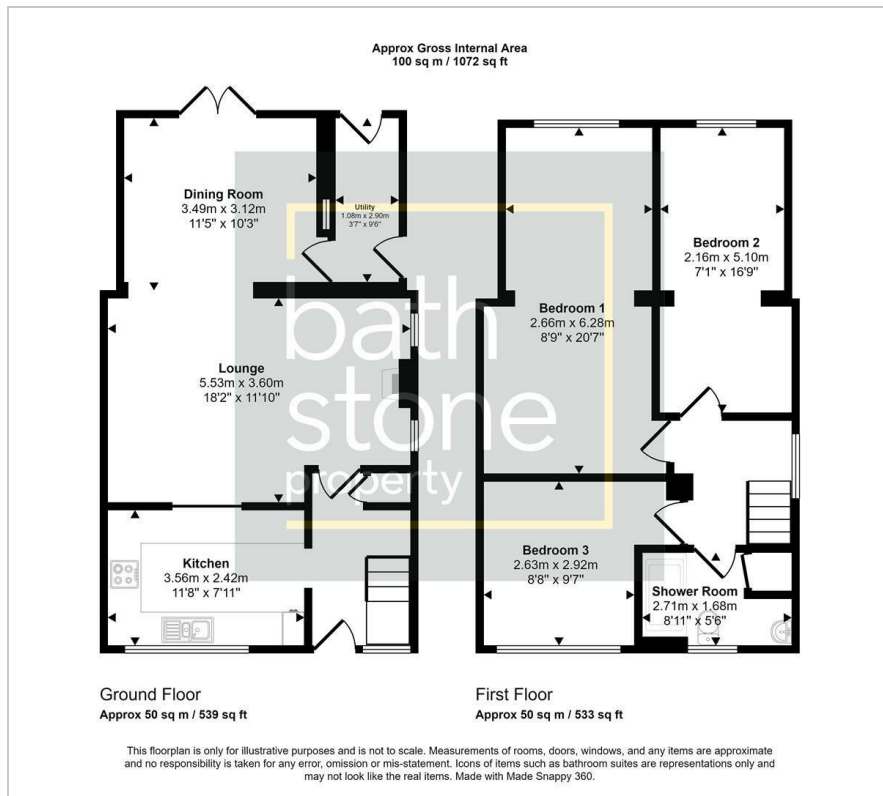 Approx Gross Internal Area
100 sq m / 1072 sq ft
Dining Room
3.49m x 3.12m
11'5" x 10'3"
Utility
1.08m x 2.90m
3'7" x 9'6"
Bedroom 2
2.16m x 5.10m
7'1" x 16'9"
Bedroom 1
2.66m x 6.28m
8'9" x 20'7"
bath
stone
property
Lounge
5.53m x 3.60m
18'2" x 11'10"
Kitchen
3.56m x 2.42m
11'8" x 7'11"
Bedroom 3
2.63m x 2.92m
8'8" x 9'7"
Shower Room
2.71m x 1.68m
8'11" x 5'6"
Ground Floor
Approx 50 sq m / 539 sq ft
First Floor
Approx 50 sq m / 533 sq ft
This floorplan is only for illustrative purposes and is not to scale. Measurements of rooms, doors, windows, and any items are approximate
and no responsibility is taken for any error, omission or mis-statement. Icons of items such as bathroom suites are representations only and
may not look like the real items. Made with Made Snappy 360.